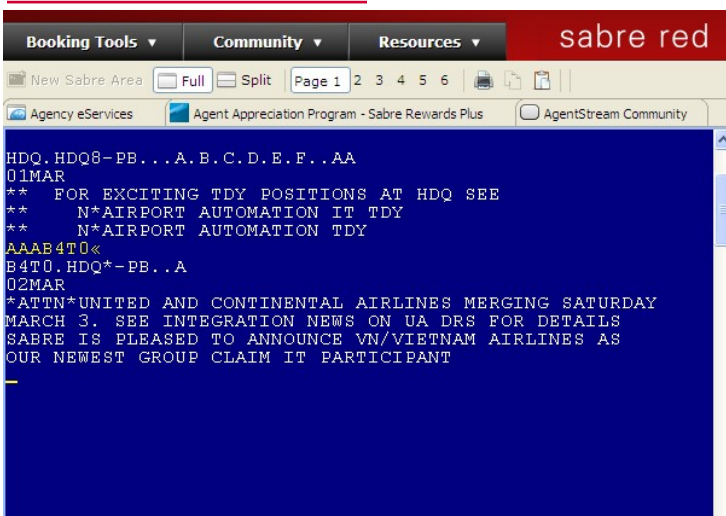 Booking Tools ▼ Community ▼ Resources ▼ sabre red
New Sabre Area Full Split Page 1 2 3 4 5 6
Agency eServices Agent Appreciation Program - Sabre Rewards Plus AgentStream Community
HDQ.HDQ8-PB...A.B.C.D.E.F..AA
01MAR
** FOR EXCITING TDY POSITIONS AT HDQ SEE
** N*AIRPORT AUTOMATION IT TDY
** N*AIRPORT AUTOMATION TDY
AAAB4T0«
B4T0.HDQ*-PB..A
02MAR
*ATTN*UNITED AND CONTINENTAL AIRLINES MERGING SATURDAY
MARCH 3. SEE INTEGRATION NEWS ON UA DRS FOR DETAILS
SABRE IS PLEASED TO ANNOUNCE VN/VIETNAM AIRLINES AS
OUR NEWEST GROUP CLAIM IT PARTICIPANT